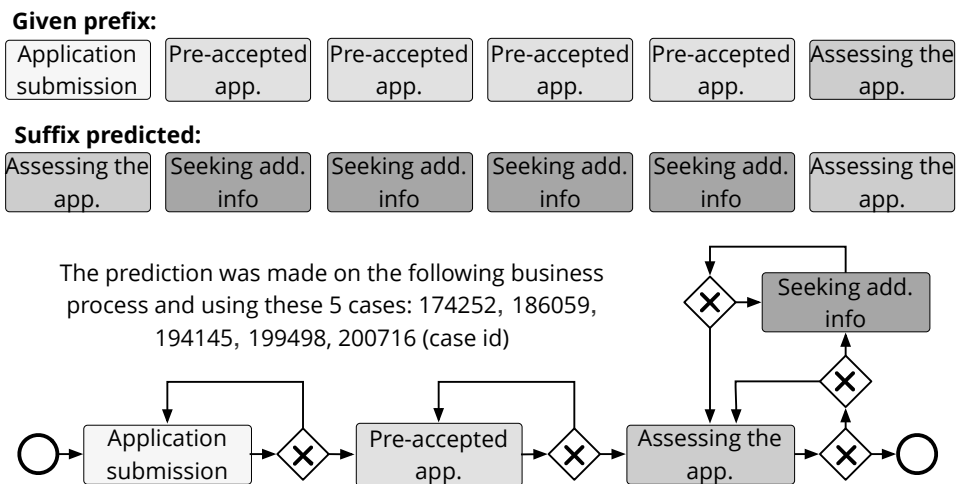 Given prefix:
Application
submission
Pre-accepted
app.
Pre-accepted
app.
Pre-accepted
app.
Pre-accepted
app.
Assessing the
app.
Suffix predicted:
Assessing the
app.
Seeking add.
info
Seeking add.
info
Seeking add.
info
Seeking add.
info
Assessing the
app.
The prediction was made on the following business
process and using these 5 cases: 174252, 186059,
194145, 199498, 200716 (case id)
Seeking add.
info
Application
submission
Pre-accepted
app.
Assessing the
app.